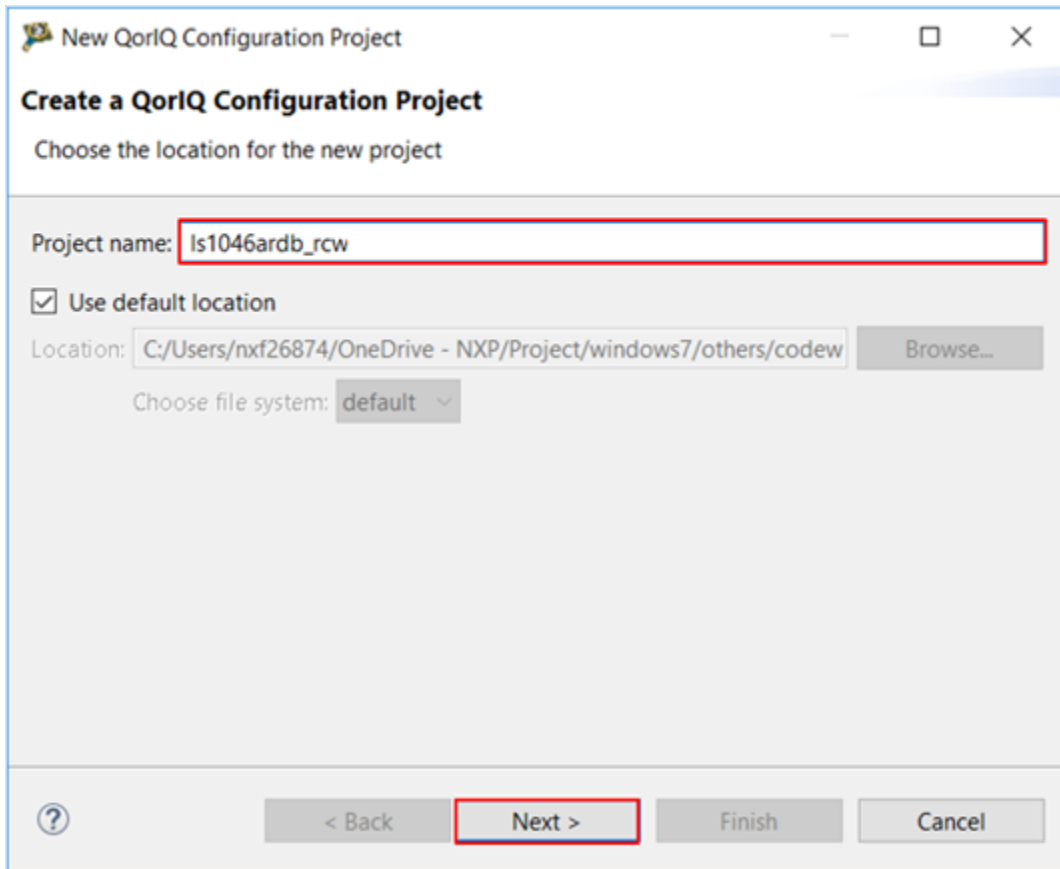 New QorIQ Configuration Project
Create a QorIQ Configuration Project
Choose the location for the new project
Project name: ls1046ardb_rcw
Use default location
Location: C:/Users/nxf26874/OneDrive - NXP/Project/windows7/others/codew Browse...
Choose file system: default
? < Back Next > Finish Cancel